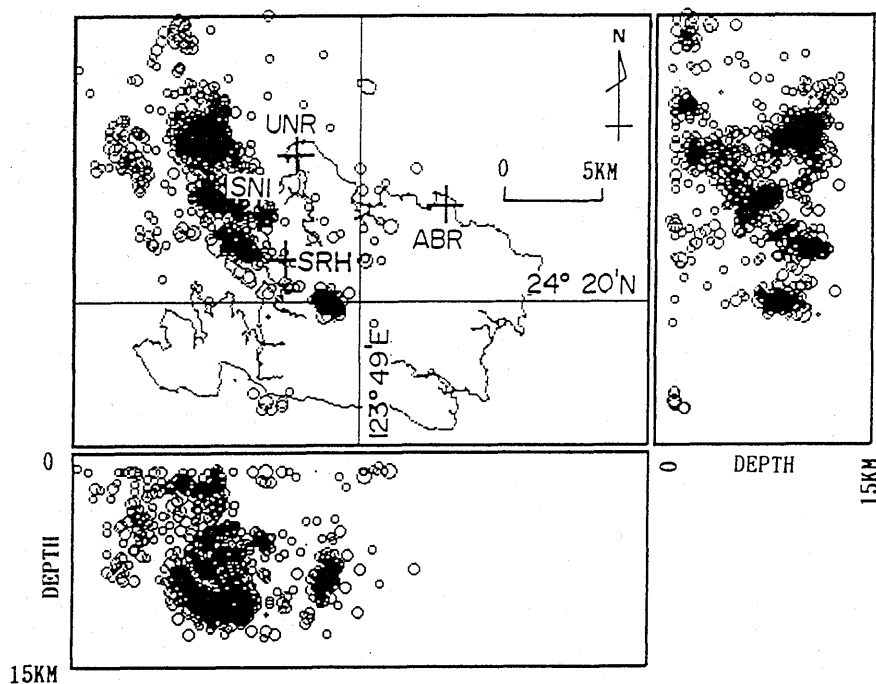 N
UNR
0 5KM
SNI
ABR
SRH
24° 20'N
123° 49'E
0 DEPTH 15KM
0
DEPTH
15KM